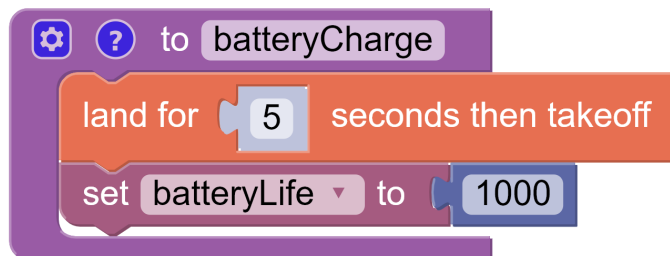 ? to batteryCharge
land for 5 seconds then takeoff
set batteryLife to 1000